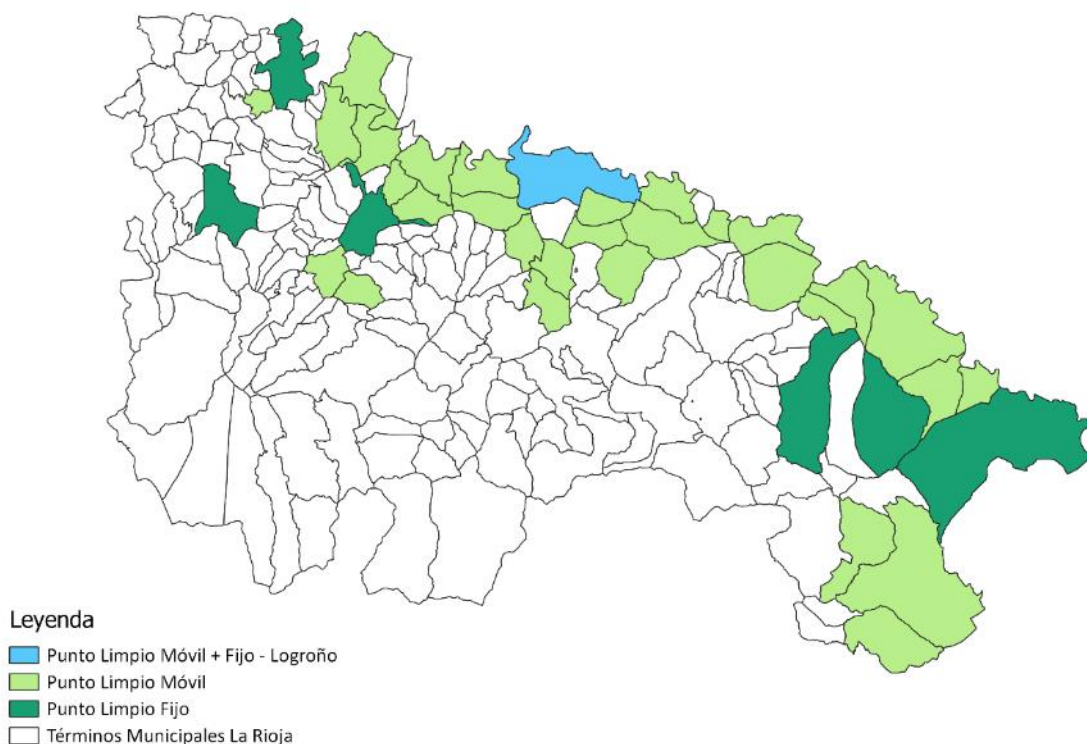 Leyenda
Punto Limpio Móvil + Fijo - Logroño
Punto Limpio Móvil
Punto Limpio Fijo
Términos Municipales La Rioja